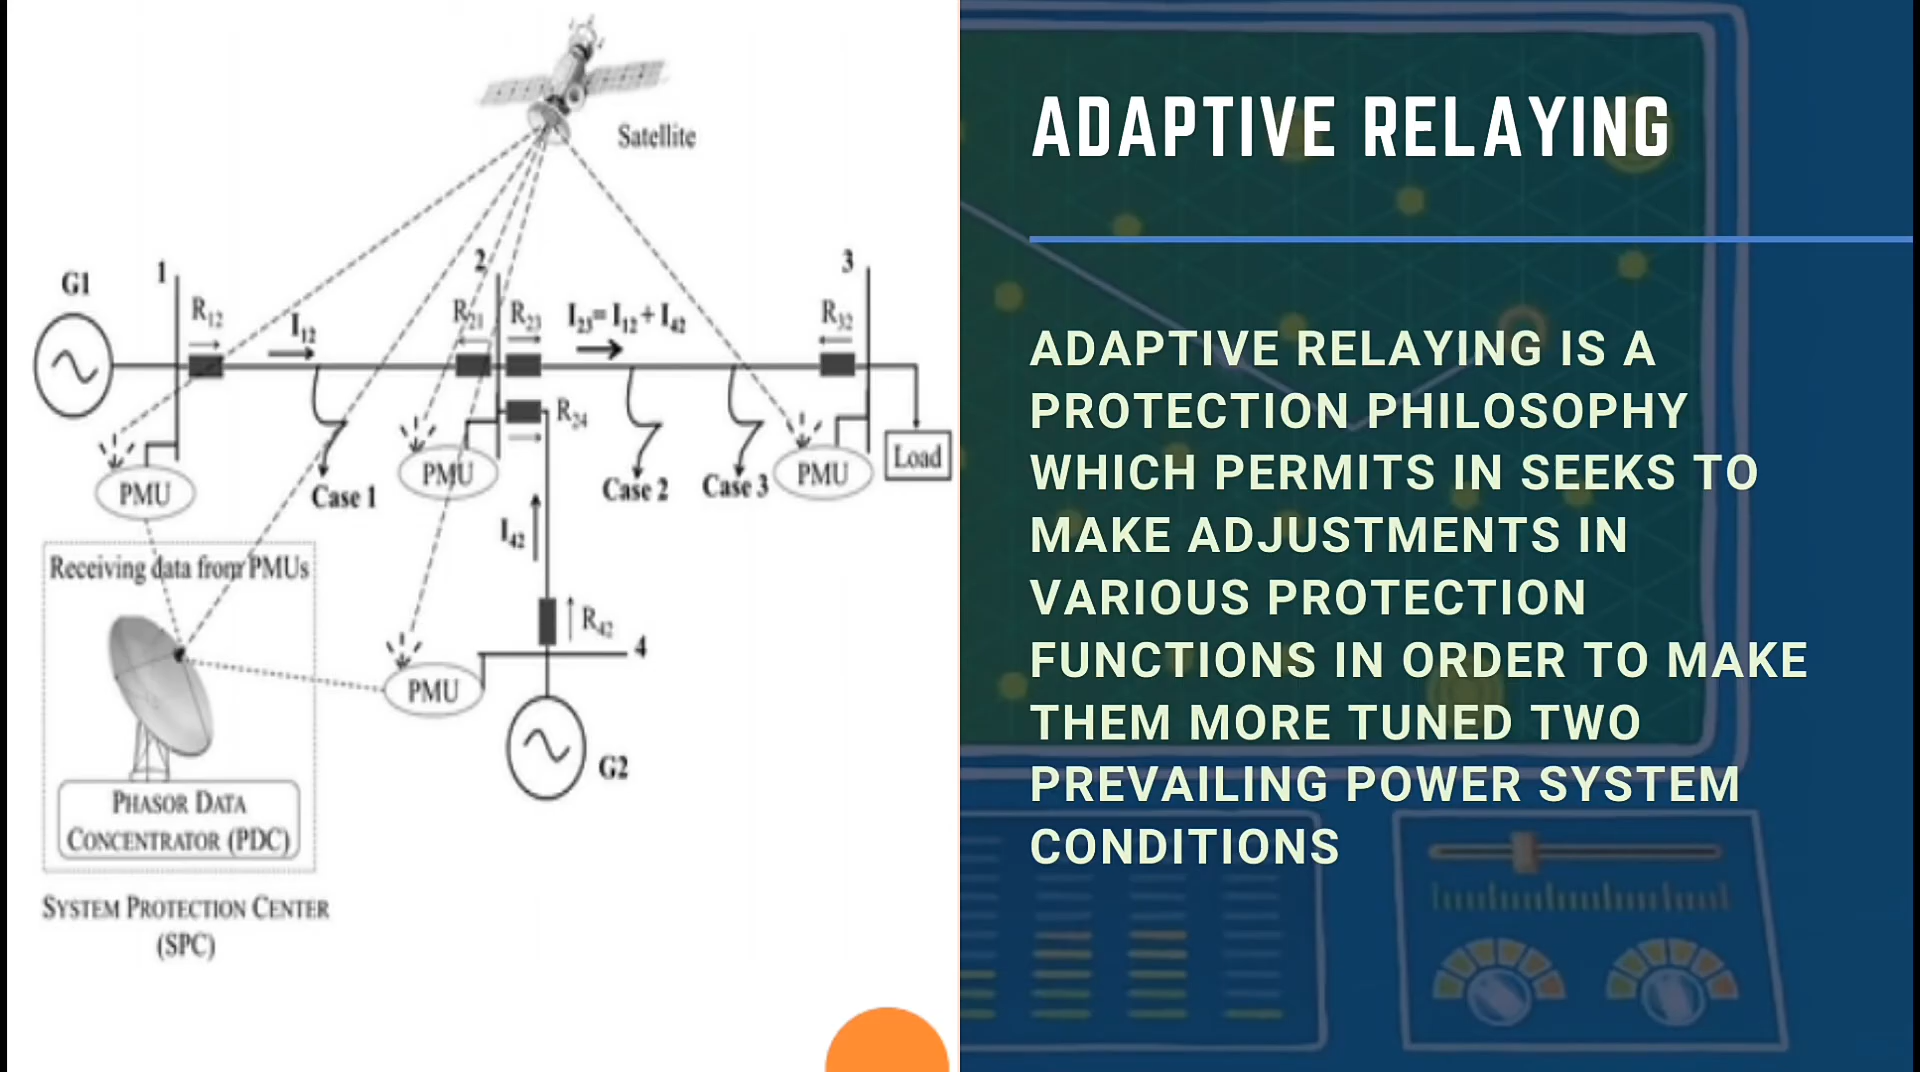 Satellite
G1
1
R12
I12
2
R21
R23
I23= I12 + I42
R32
3
R24
PMU
Case 1
PMU
Case 2
Case 3
PMU
Load
I42
Receiving data from PMUs
R42
4
PMU
G2
PHASOR DATA
CONCENTRATOR (PDC)
SYSTEM PROTECTION CENTER
(SPC)
ADAPTIVE RELAYING
ADAPTIVE RELAYING IS A
PROTECTION PHILOSOPHY
WHICH PERMITS IN SEEKS TO
MAKE ADJUSTMENTS IN
VARIOUS PROTECTION
FUNCTIONS IN ORDER TO MAKE
THEM MORE TUNED TWO
PREVAILING POWER SYSTEM
CONDITIONS